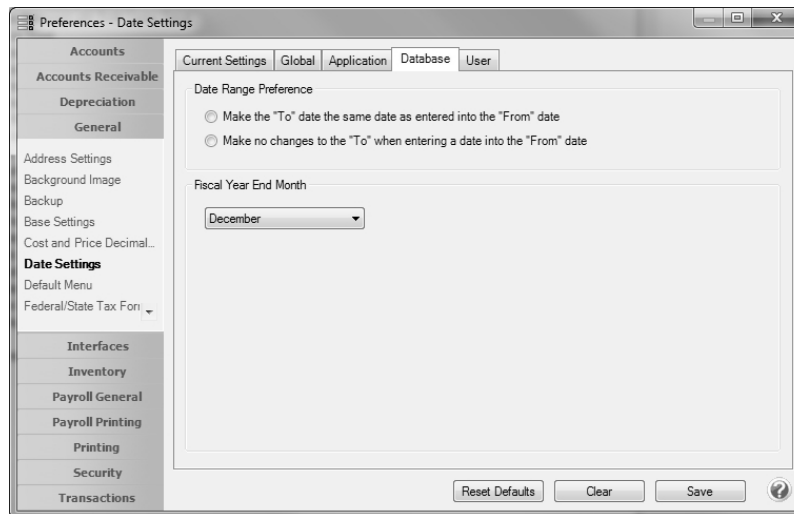 Preferences - Date Settings
Accounts
Accounts Receivable
Depreciation
General
Address Settings
Background Image
Backup
Base Settings
Cost and Price Decimal...
Date Settings
Default Menu
Federal/State Tax Forr
Interfaces
Inventory
Payroll General
Payroll Printing
Printing
Security
Transactions
Current Settings Global Application Database User
Date Range Preference
Make the "To" date the same date as entered into the "From" date
Make no changes to the "To" when entering a date into the "From" date
Fiscal Year End Month
December
Reset Defaults Clear Save ?